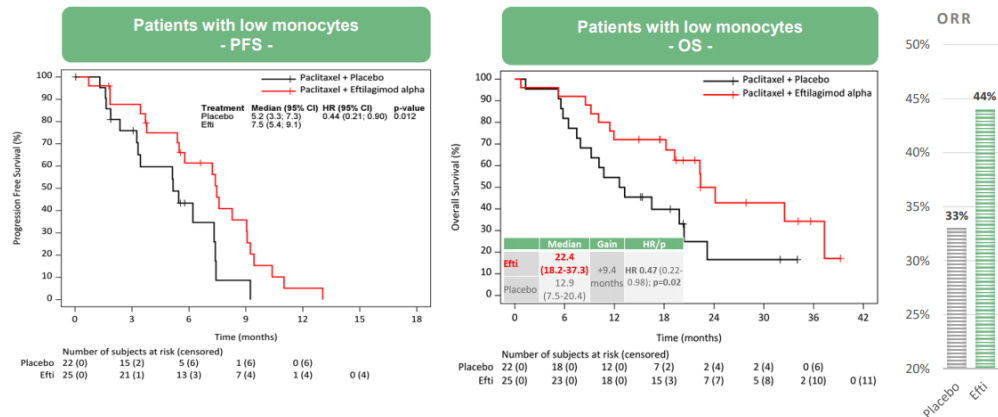 Patients with low monocytes
- PFS -
100
90
80
70
60
50
40
30
20
10
0
Progression Free Survival (%)
Paclitaxel + Placebo
Paclitaxel + Eftilagimod alpha
Treatment Median (95% CI) HR (95% CI) p-value
Placebo 5.2 (3.3; 7.3) 0.44 (0.21; 0.90) 0.012
Efti 7.5 (5.4; 9.1)
0 3 6 9 12 15 18
Time (months)
Number of subjects at risk (censored)
Placebo 22 (0) 15 (2) 5 (6) 1 (6) 0 (6)
Efti 25 (0) 21 (1) 13 (3) 7 (4) 1 (4) 0 (4)
Patients with low monocytes
- OS -
100
90
80
70
60
50
40
30
20
10
0
Overall Survival (%)
Paclitaxel + Placebo
Paclitaxel + Eftilagimod alpha
Median Gain HR/p
Efti 22.4 (18.2-37.3) +9.4 months HR 0.47 (0.22-0.98); p=0.02
Placebo 12.9 (7.5-20.4)
0 6 12 18 24 30 36 42
Time (months)
Number of subjects at risk (censored)
Placebo 22 (0) 18 (0) 12 (0) 7 (2) 2 (4) 2 (4) 0 (6)
Efti 25 (0) 23 (0) 18 (0) 15 (3) 7 (7) 5 (8) 2 (10) 0 (11)
ORR
50%
45%
40%
35%
30%
25%
20%
33%
44%
Placebo
Efti